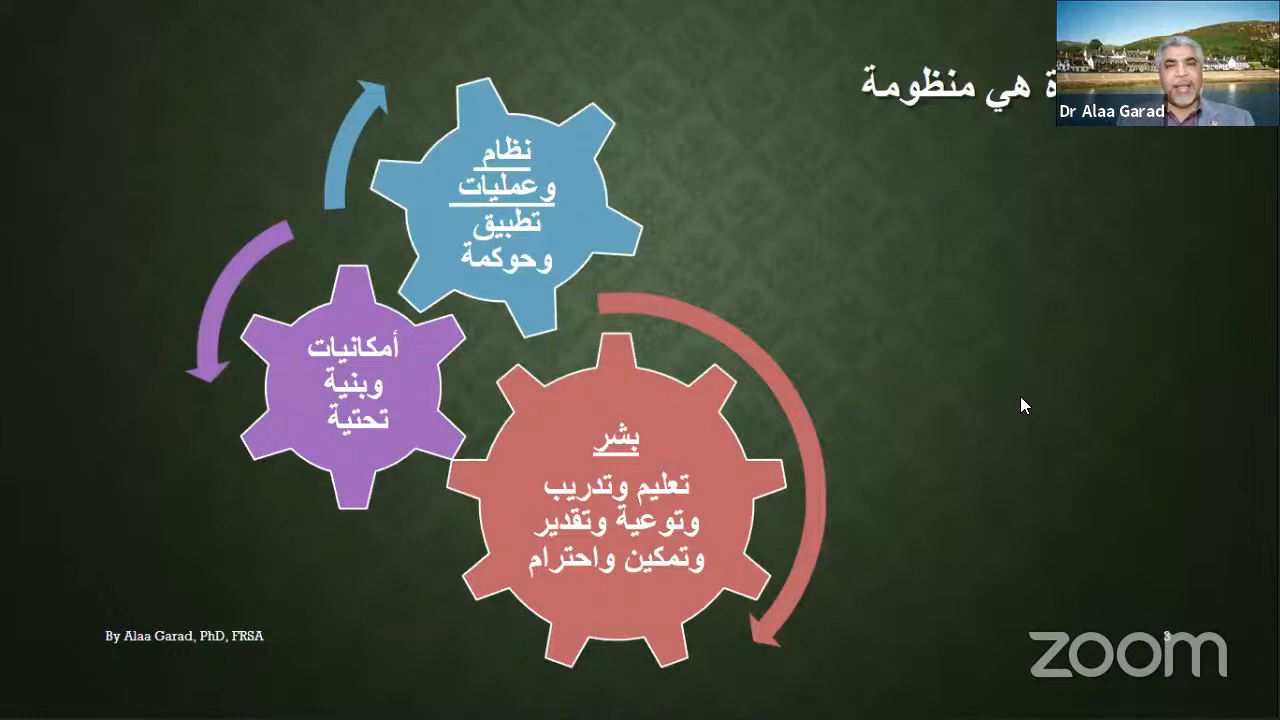 هي منظومة
Dr Alaa Garad
نظام
وعمليات
تطبيق
وحوكمة
أمكانيات
وبنية
تحتية
بشر
تعليم وتدريب
وتوعية وتقدير
وتمكين واحترام
By Alaa Garad, PhD, FRSA
3
zoom